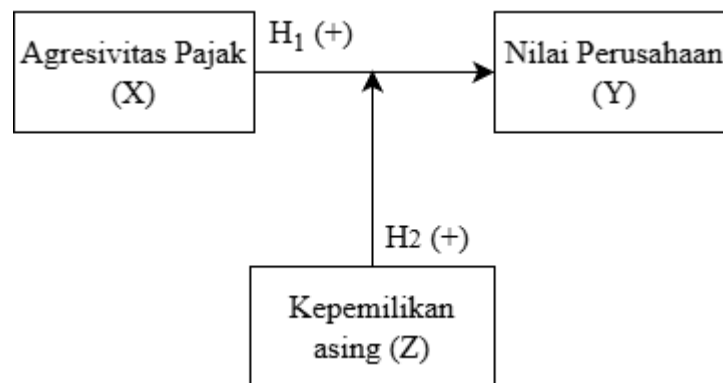 Agresivitas Pajak
(X)
H₁ (+)
Nilai Perusahaan
(Y)
H2 (+)
Kepemilikan
asing (Z)